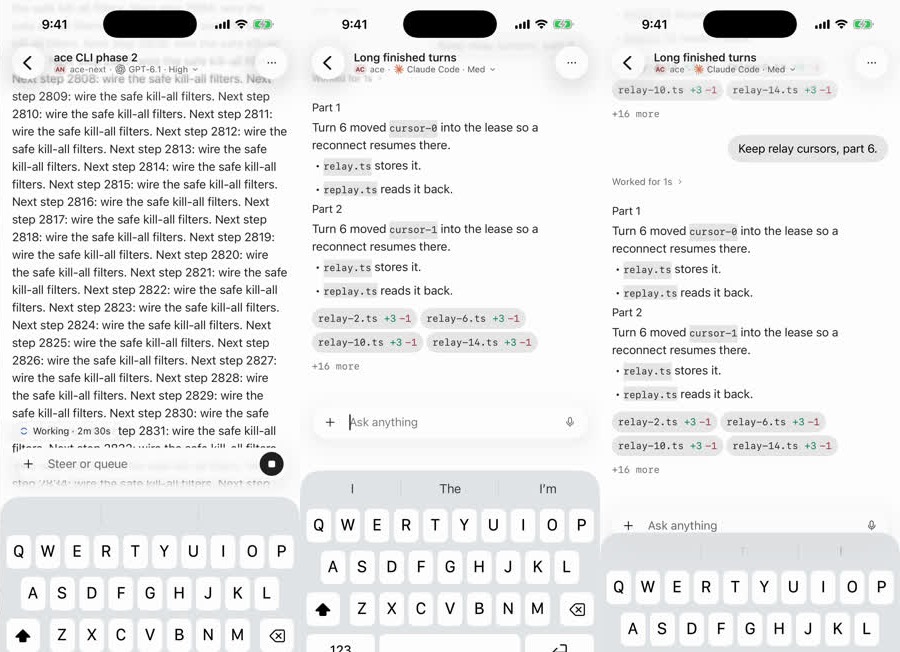 9:41
ace CLI phase 2
AN ace-next · GPT-6.1 · High
Next step 2808: wire the safe kill-all filters. Next
step 2809: wire the safe kill-all filters. Next step
2810: wire the safe kill-all filters. Next step 2811:
wire the safe kill-all filters. Next step 2812: wire the
safe kill-all filters. Next step 2813: wire the safe
kill-all filters. Next step 2814: wire the safe kill-all
filters. Next step 2815: wire the safe kill-all filters.
Next step 2816: wire the safe kill-all filters. Next
step 2817: wire the safe kill-all filters. Next step
2818: wire the safe kill-all filters. Next step 2819:
wire the safe kill-all filters. Next step 2820: wire
the safe kill-all filters. Next step 2821: wire the
safe kill-all filters. Next step 2822: wire the safe
kill-all filters. Next step 2823: wire the safe kill-all
filters. Next step 2824: wire the safe kill-all filters.
Next step 2825: wire the safe kill-all filters. Next
step 2826: wire the safe kill-all filters. Next step 2827:
wire the safe kill-all filters. Next step 2828: wire
the safe kill-all filters. Next step 2829: wire the safe
kill-all filters. Next step 2830: wire the safe
Working · 2m 30s tep 2831: wire the safe kill-all
Steer or queue
Q W E R T Y U I O P
A S D F G H J K L
Z X C V B N M
9:41
Long finished turns
AC ace · Claude Code · Med
Worked for 1s
Part 1
Turn 6 moved cursor-0 into the lease so a
reconnect resumes there.
• relay.ts stores it.
• replay.ts reads it back.
Part 2
Turn 6 moved cursor-1 into the lease so a
reconnect resumes there.
• relay.ts stores it.
• replay.ts reads it back.
relay-2.ts +3 -1 relay-6.ts +3 -1
relay-10.ts +3 -1 relay-14.ts +3 -1
+16 more
Ask anything
I The I'm
Q W E R T Y U I O P
A S D F G H J K L
Z X C V B N M
123
9:41
Long finished turns
AC ace · Claude Code · Med
relay-10.ts +3 -1 relay-14.ts +3 -1
+16 more
Keep relay cursors, part 6.
Worked for 1s
Part 1
Turn 6 moved cursor-0 into the lease so a
reconnect resumes there.
• relay.ts stores it.
• replay.ts reads it back.
Part 2
Turn 6 moved cursor-1 into the lease so a
reconnect resumes there.
• relay.ts stores it.
• replay.ts reads it back.
relay-2.ts +3 -1 relay-6.ts +3 -1
relay-10.ts +3 -1 relay-14.ts +3 -1
+16 more
Ask anything
Q W E R T Y U I O P
A S D F G H J K L